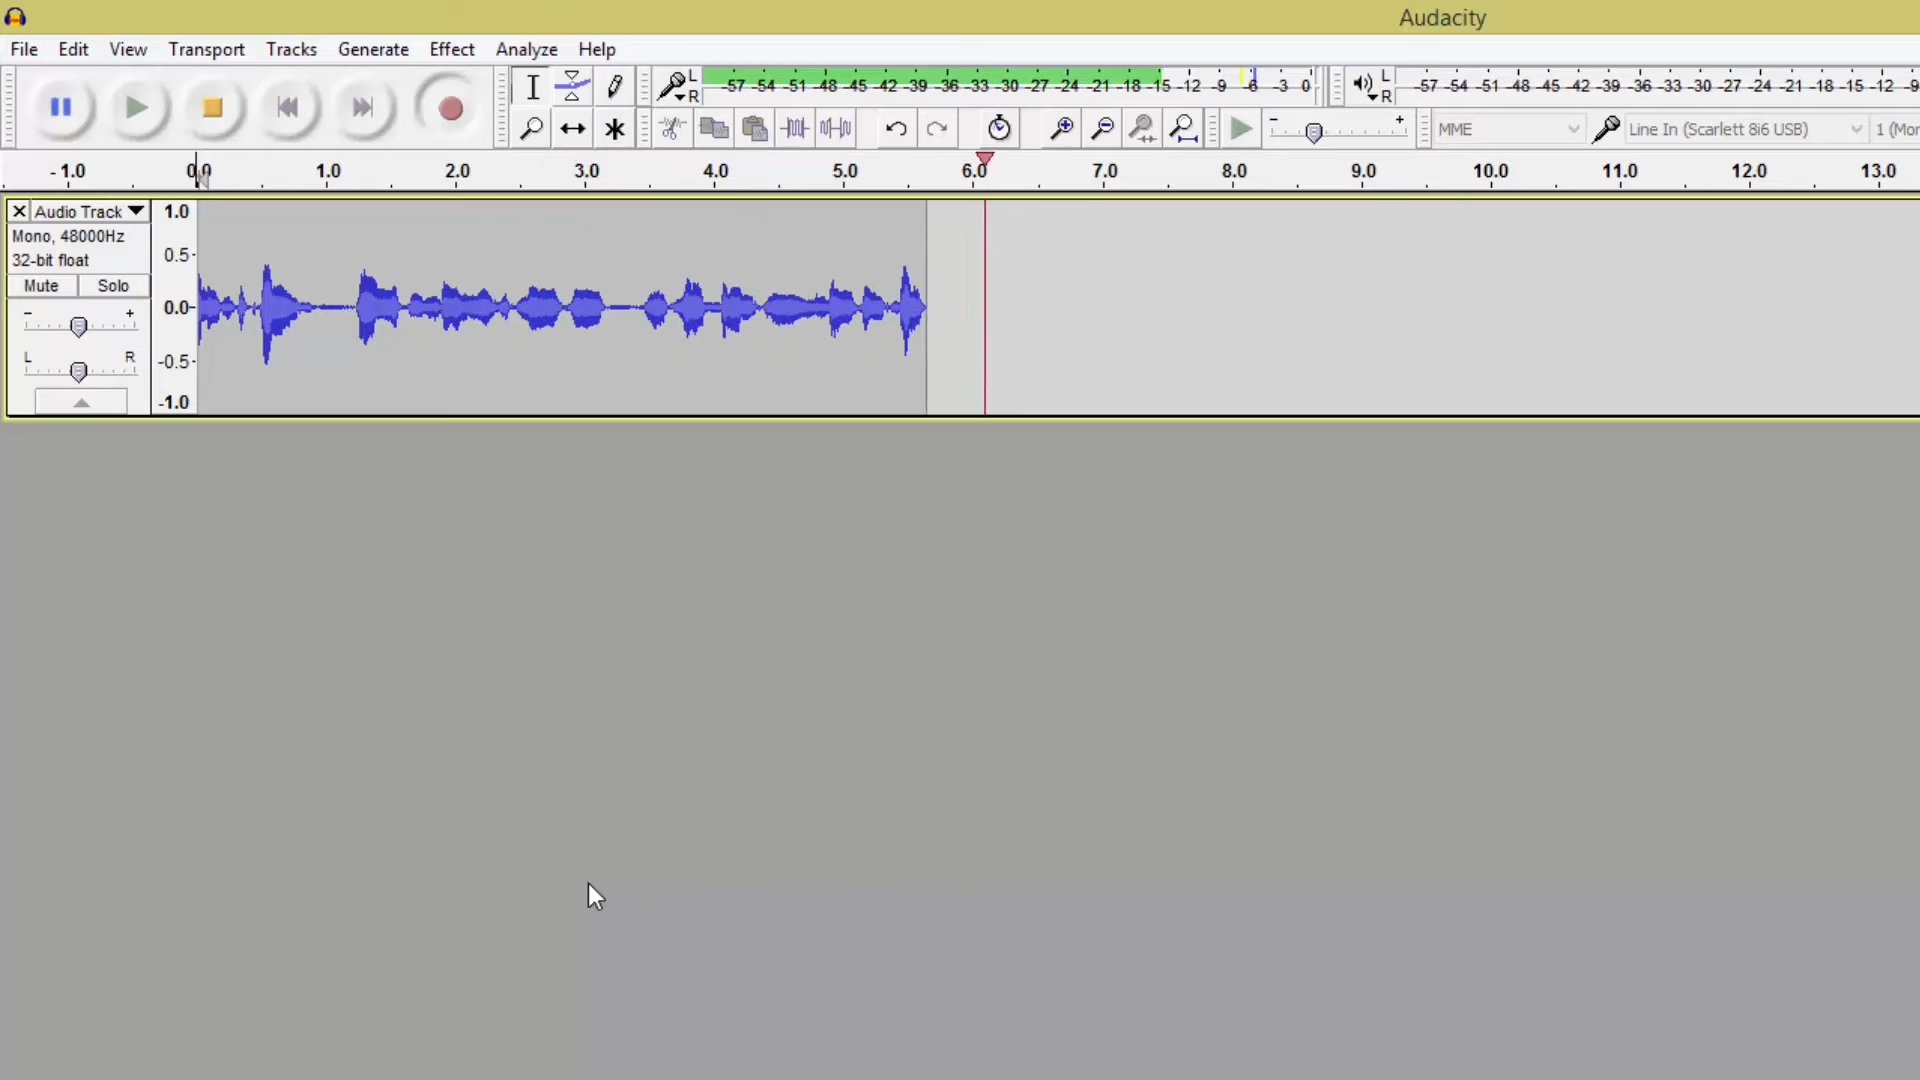 Audacity
File Edit View Transport Tracks Generate Effect Analyze Help
L R -57 -54 -51 -48 -45 -42 -39 -36 -33 -30 -27 -24 -21 -18 -15 -12 -9 -6 -3 0 L R -57 -54 -51 -48 -45 -42 -39 -36 -33 -30 -27 -24 -21 -18 -15 -12 -9
MME Line In (Scarlett 8i6 USB) 1 (Mor
-1.0 0.0 1.0 2.0 3.0 4.0 5.0 6.0 7.0 8.0 9.0 10.0 11.0 12.0 13.0
Audio Track 1.0
Mono, 48000Hz
0.5
32-bit float
Mute Solo
0.0
- +
L R
-0.5
-1.0